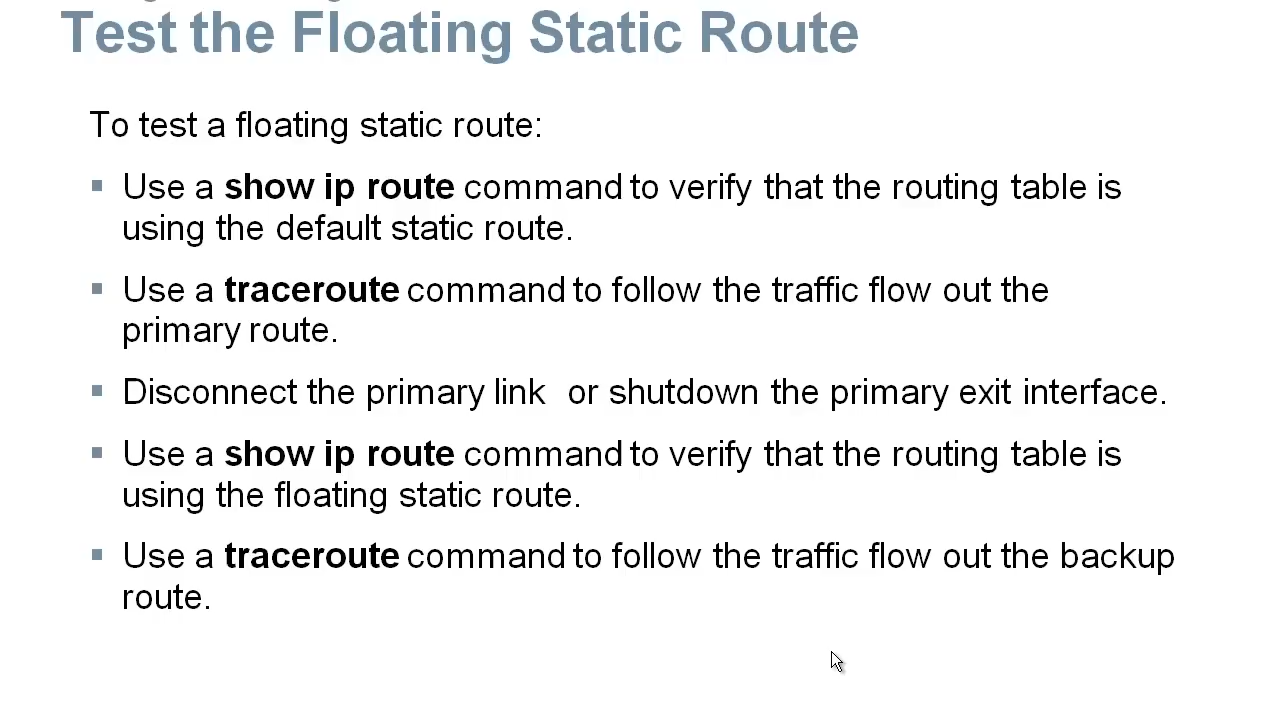 Test the Floating Static Route
To test a floating static route:
▪ Use a show ip route command to verify that the routing table is
using the default static route.
▪ Use a traceroute command to follow the traffic flow out the
primary route.
▪ Disconnect the primary link or shutdown the primary exit interface.
▪ Use a show ip route command to verify that the routing table is
using the floating static route.
▪ Use a traceroute command to follow the traffic flow out the backup
route.